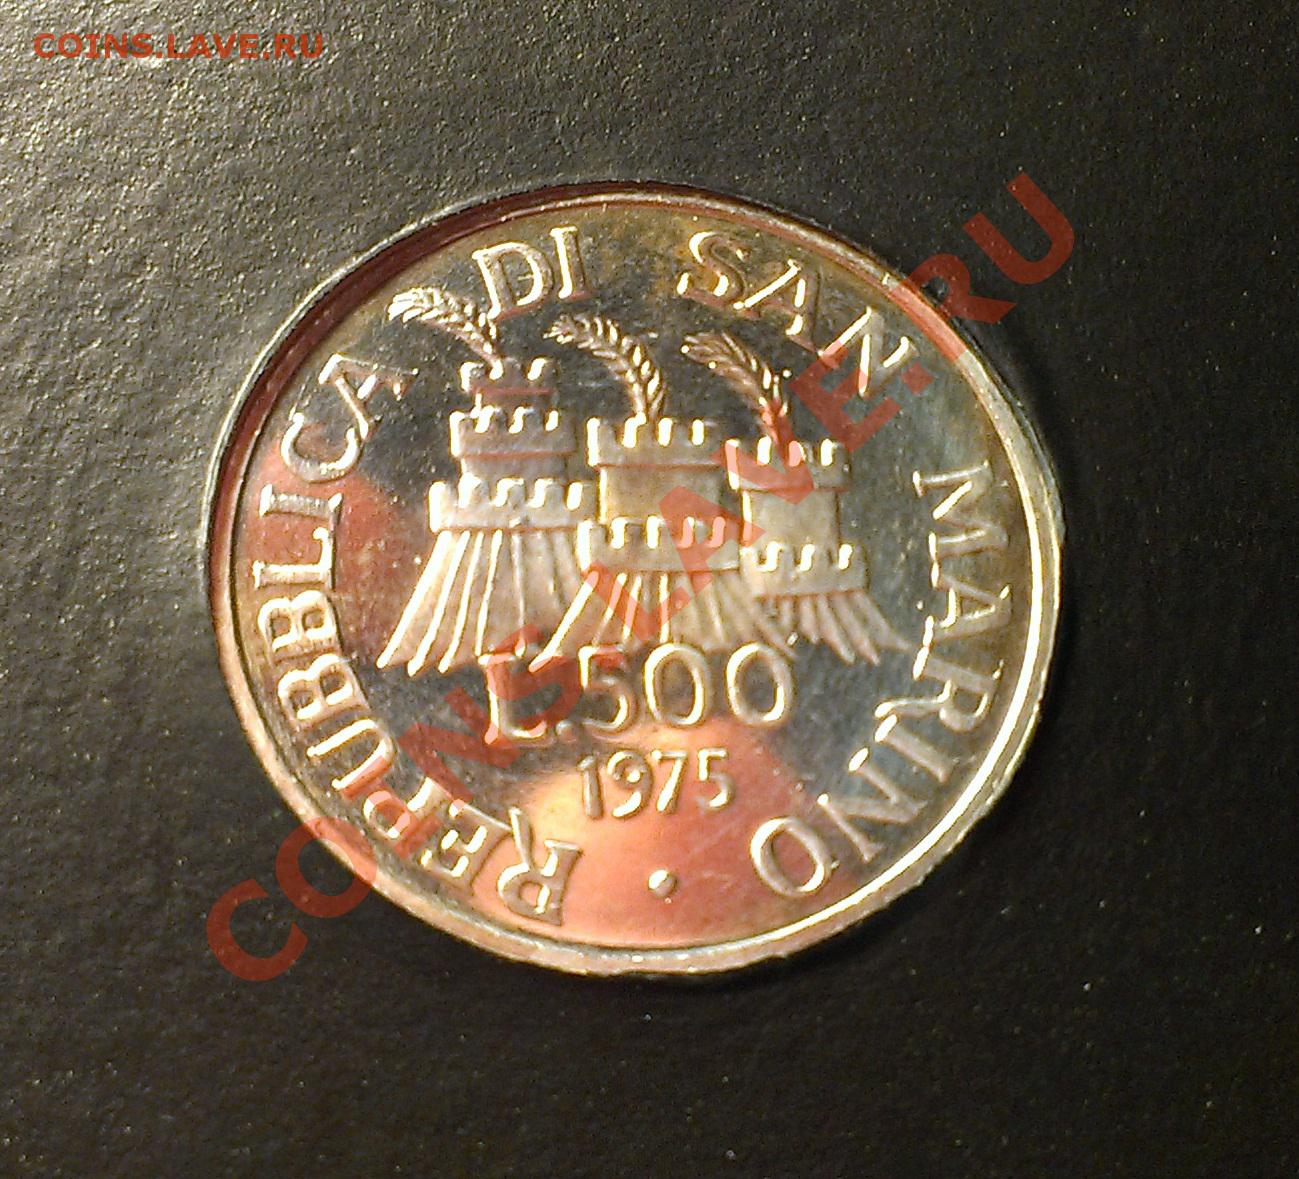 COINS.LAVE.RU
REPUBBLICA DI SAN MARINO
L.500
1975
COINS.LAVE.RU